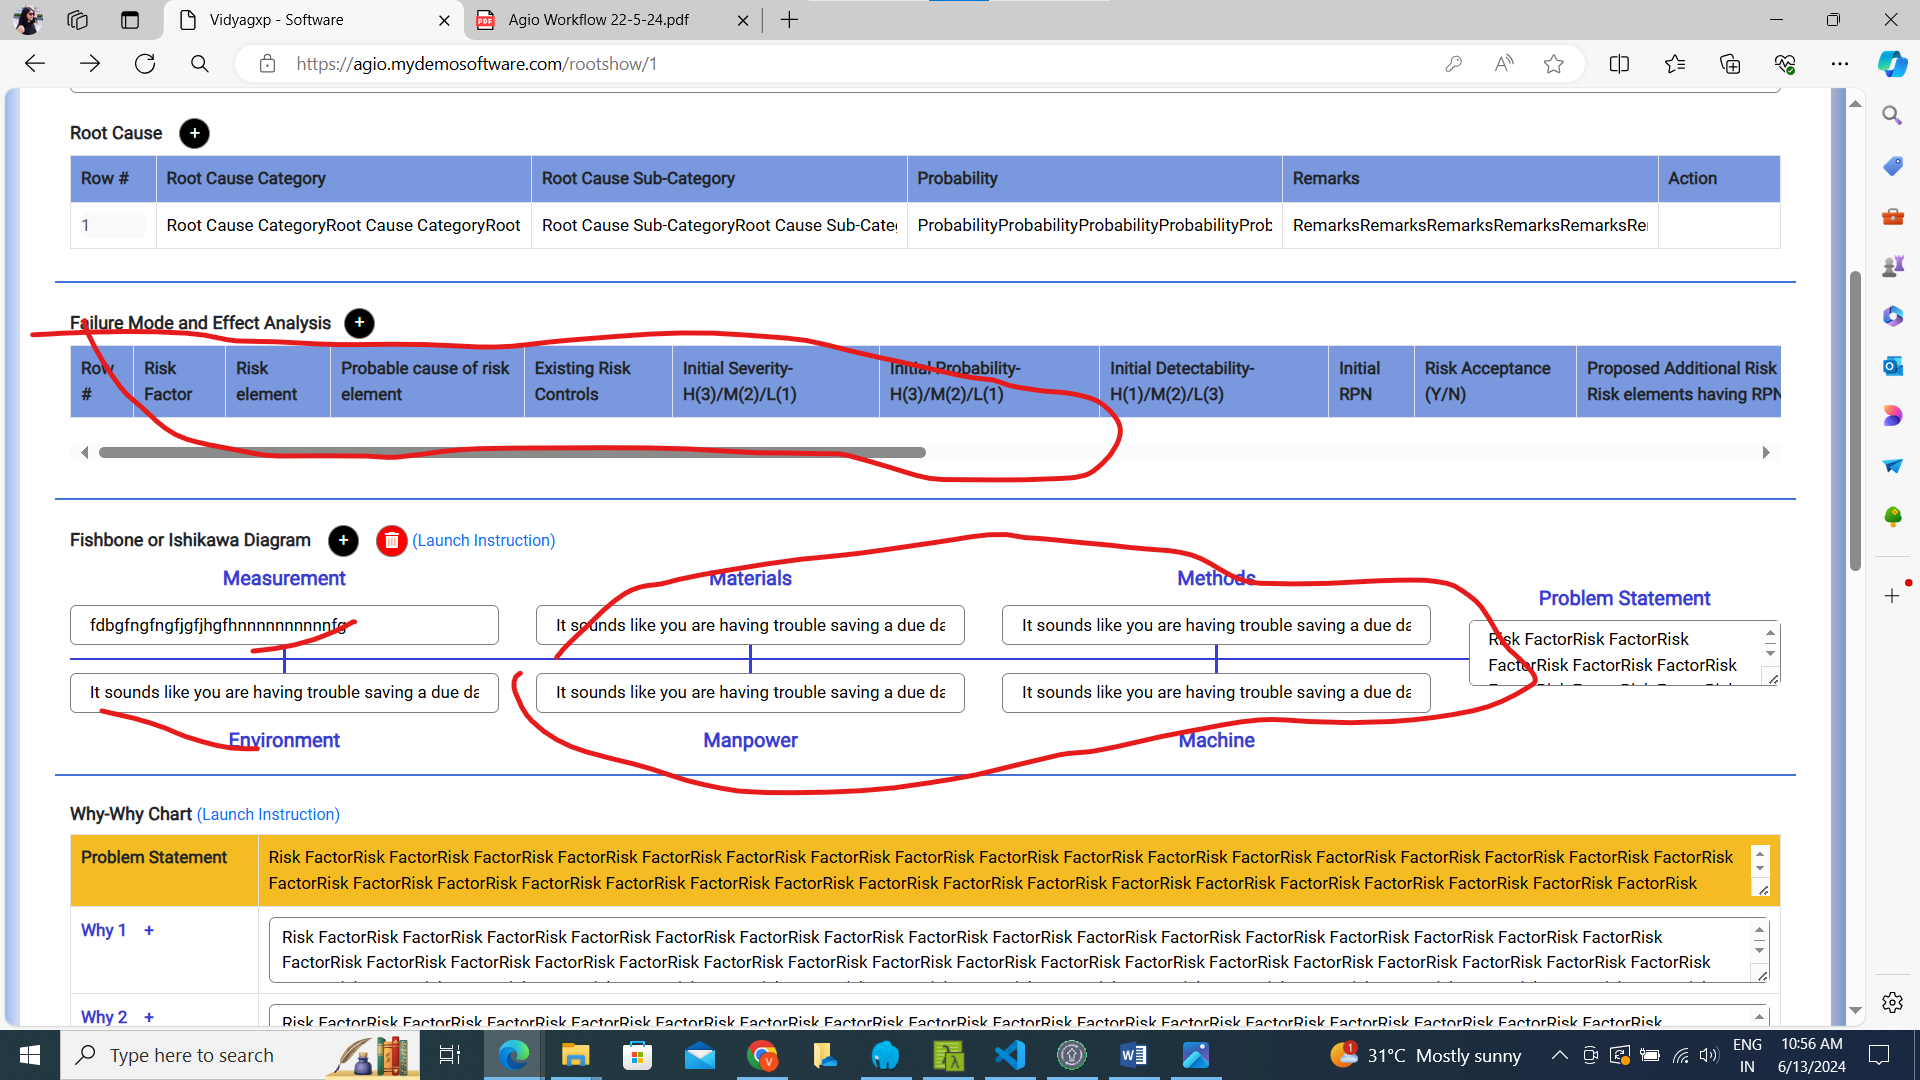 Vidyagxp - Software
Agio Workflow 22-5-24.pdf
https://agio.mydemosoftware.com/rootshow/1
Root Cause +
Row # Root Cause Category Root Cause Sub-Category Probability Remarks Action
1 Root Cause CategoryRoot Cause CategoryRoot Root Cause Sub-CategoryRoot Cause Sub-Cate ProbabilityProbabilityProbabilityProbabilityProb RemarksRemarksRemarksRemarksRemarksRe
Failure Mode and Effect Analysis +
Row # Risk Factor Risk element Probable cause of risk element Existing Risk Controls Initial Severity- H(3)/M(2)/L(1) Initial Probability- H(3)/M(2)/L(1) Initial Detectability- H(1)/M(2)/L(3) Initial RPN Risk Acceptance (Y/N) Proposed Additional Risk Risk elements having RPN
Fishbone or Ishikawa Diagram + (Launch Instruction)
Measurement Materials Methods
Problem Statement
fdbgfngfngfjgfjhgfhnnnnnnnnnnnfg It sounds like you are having trouble saving a due da It sounds like you are having trouble saving a due da
Risk FactorRisk FactorRisk
FactorRisk FactorRisk FactorRisk
It sounds like you are having trouble saving a due da It sounds like you are having trouble saving a due da It sounds like you are having trouble saving a due da
Environment Manpower Machine
Why-Why Chart (Launch Instruction)
Problem Statement Risk FactorRisk FactorRisk FactorRisk FactorRisk FactorRisk FactorRisk FactorRisk FactorRisk FactorRisk FactorRisk FactorRisk FactorRisk FactorRisk FactorRisk FactorRisk FactorRisk FactorRisk
FactorRisk FactorRisk FactorRisk FactorRisk FactorRisk FactorRisk FactorRisk FactorRisk FactorRisk FactorRisk FactorRisk FactorRisk FactorRisk FactorRisk FactorRisk FactorRisk FactorRisk
Why 1 + Risk FactorRisk FactorRisk FactorRisk FactorRisk FactorRisk FactorRisk FactorRisk FactorRisk FactorRisk FactorRisk FactorRisk FactorRisk FactorRisk FactorRisk FactorRisk FactorRisk
FactorRisk FactorRisk FactorRisk FactorRisk FactorRisk FactorRisk FactorRisk FactorRisk FactorRisk FactorRisk FactorRisk FactorRisk FactorRisk FactorRisk FactorRisk FactorRisk FactorRisk
Why 2 + Risk FactorRisk FactorRisk FactorRisk FactorRisk FactorRisk FactorRisk FactorRisk FactorRisk FactorRisk FactorRisk FactorRisk FactorRisk FactorRisk FactorRisk FactorRisk FactorRisk
Type here to search
31°C Mostly sunny
ENG IN
10:56 AM
6/13/2024